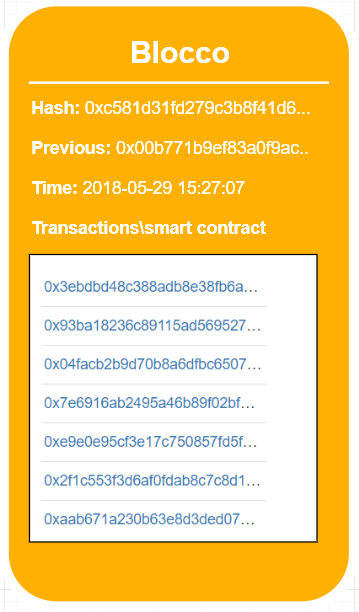 Blocco
Hash: 0xc581d31fd279c3b8f41d6...
Previous: 0x00b771b9ef83a0f9ac..
Time: 2018-05-29 15:27:07
Transactions\smart contract
0x3ebdbd48c388adb8e38fb6a...
0x93ba18236c89115ad569527...
0x04facb2b9d70b8a6dfbc6507...
0x7e6916ab2495a46b89f02bf...
0xe9e0e95cf3e17c750857fd5f...
0x2f1c553f3d6af0fdab8c7c8d1...
0xaab671a230b63e8d3ded07...